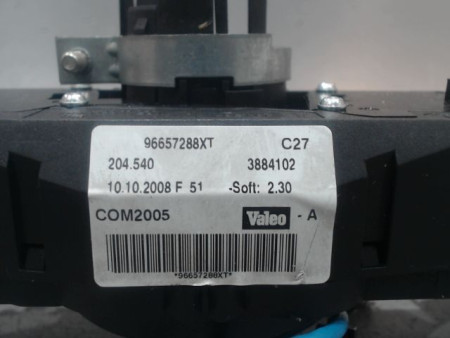 96657288XT C27
204.540 3884102
10.10.2008 F 51 -Soft: 2.30
COM2005 Valeo - A
*96657288XT*